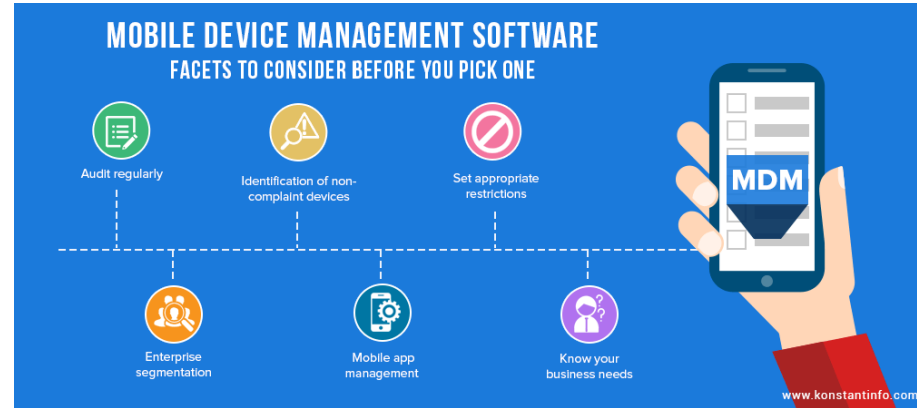 MOBILE DEVICE MANAGEMENT SOFTWARE
FACETS TO CONSIDER BEFORE YOU PICK ONE
Audit regularly
Identification of non-
complaint devices
Set appropriate
restrictions
MDM
Enterprise
segmentation
Mobile app
management
Know your
business needs
www.konstantinfo.com